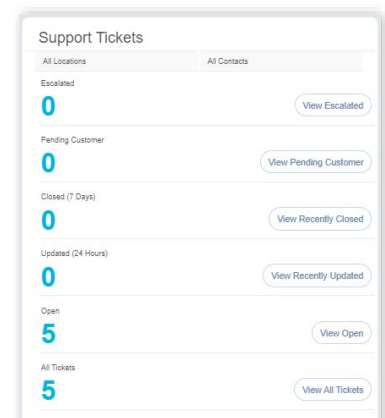 Support Tickets
All Locations All Contacts
Escalated
0 View Escalated
Pending Customer
0 View Pending Customer
Closed (7 Days)
0 View Recently Closed
Updated (24 Hours)
0 View Recently Updated
Open
5 View Open
All Tickets
5 View All Tickets